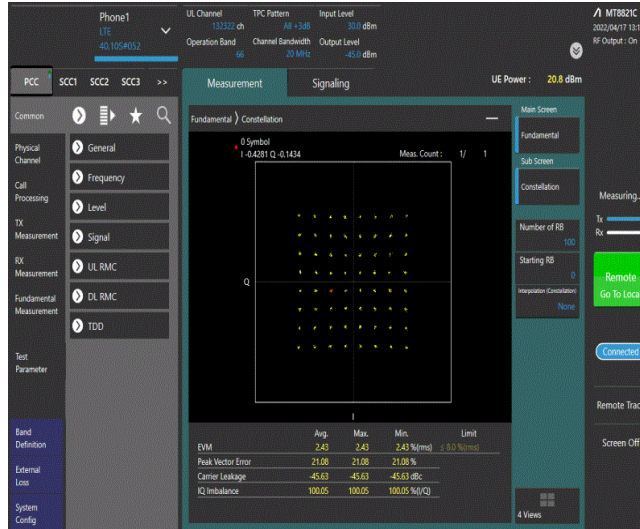 Phone1
LTE
40.10S#052
UL Channel
132322 ch
TPC Pattern
All +3dB
Input Level
30.0 dBm
Operation Band
66
Channel Bandwidth
20 MHz
Output Level
-45.0 dBm
MT8821C
2022/04/17 13:1
RF Output : On
PCC
SCC1
SCC2
SCC3
>>
Measurement
Signaling
UE Power : 20.8 dBm
Common
Physical
Channel
Call
Processing
TX
Measurement
RX
Measurement
Fundamental
Measurement
Test
Parameter
Band
Definition
External
Loss
System
Config
General
Frequency
Level
Signal
UL RMC
DL RMC
TDD
Fundamental > Constellation
0 Symbol
I -0.4281 Q -0.1434
Meas. Count : 1/ 1
Q
I
Avg. Max. Min. Limit
EVM 2.43 2.43 2.43 %(rms) ≤ 8.0 %(rms)
Peak Vector Error 21.08 21.08 21.08 %
Carrier Leakage -45.63 -45.63 -45.63 dBc
IQ Imbalance 100.05 100.05 100.05 %(I/Q)
Main Screen
Fundamental
Sub Screen
Constellation
Number of RB
100
Starting RB
0
Interpolation (Constellation)
None
4 Views
Measuring..
Tx
Rx
Remote
Go To Loca
Connected
Remote Trac
Screen Off